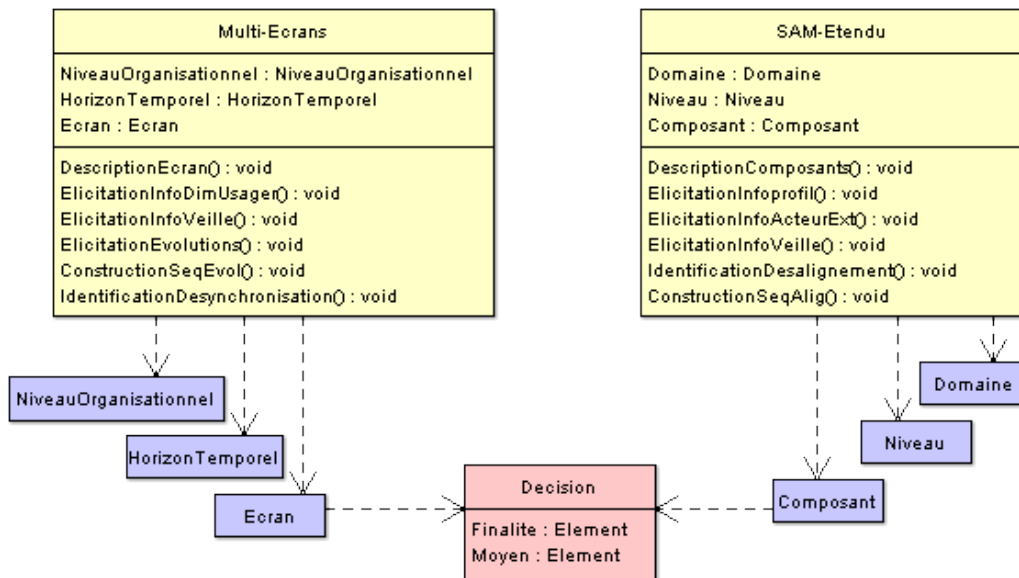 Multi-Ecrans
NiveauOrganisationnel : NiveauOrganisationnel
HorizonTemporel : HorizonTemporel
Ecran : Ecran
DescriptionEcran() : void
ElicitationInfoDimUsager() : void
ElicitationInfoVeille() : void
ElicitationEvolutions() : void
ConstructionSeqEvol() : void
IdentificationDesynchronisation() : void
SAM-Etendu
Domaine : Domaine
Niveau : Niveau
Composant : Composant
DescriptionComposants() : void
ElicitationInfoprofil() : void
ElicitationInfoActeurExt() : void
ElicitationInfoVeille() : void
IdentificationDesalignement() : void
ConstructionSeqAlig() : void
NiveauOrganisationnel
HorizonTemporel
Ecran
Decision
Finalite : Element
Moyen : Element
Composant
Niveau
Domaine